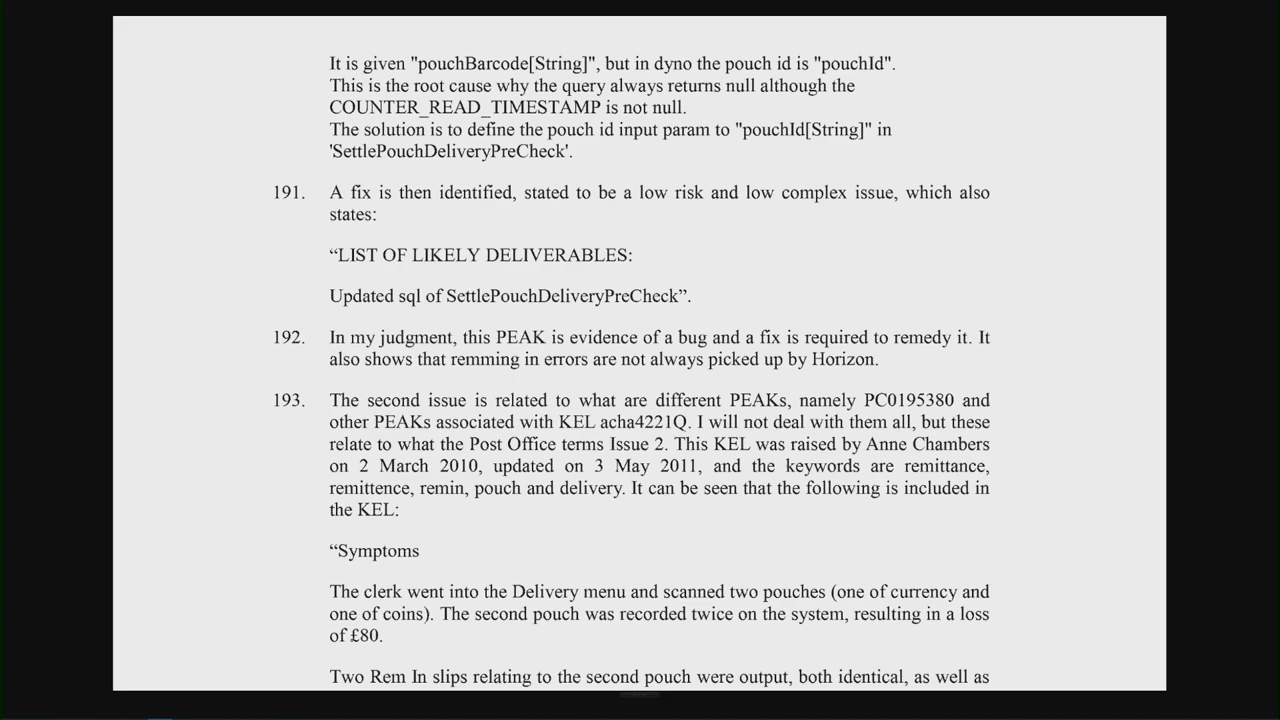 It is given "pouchBarcode[String]", but in dyno the pouch id is "pouchId".
This is the root cause why the query always returns null although the
COUNTER_READ_TIMESTAMP is not null.
The solution is to define the pouch id input param to "pouchId[String]" in
'SettlePouchDeliveryPreCheck'.
191. A fix is then identified, stated to be a low risk and low complex issue, which also
states:
“LIST OF LIKELY DELIVERABLES:
Updated sql of SettlePouchDeliveryPreCheck”.
192. In my judgment, this PEAK is evidence of a bug and a fix is required to remedy it. It
also shows that remming in errors are not always picked up by Horizon.
193. The second issue is related to what are different PEAKs, namely PC0195380 and
other PEAKs associated with KEL acha4221Q. I will not deal with them all, but these
relate to what the Post Office terms Issue 2. This KEL was raised by Anne Chambers
on 2 March 2010, updated on 3 May 2011, and the keywords are remittance,
remittence, remin, pouch and delivery. It can be seen that the following is included in
the KEL:
“Symptoms
The clerk went into the Delivery menu and scanned two pouches (one of currency and
one of coins). The second pouch was recorded twice on the system, resulting in a loss
of £80.
Two Rem In slips relating to the second pouch were output, both identical, as well as